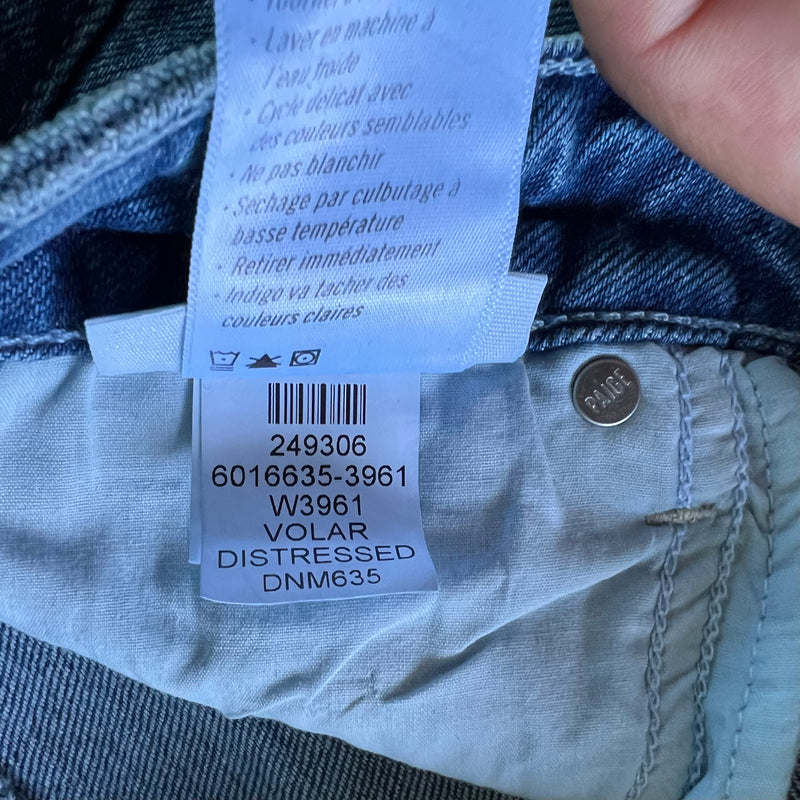 • Laver en machine à
l'eau froide
• Cycle délicat avec
des couleurs semblables
• Ne pas blanchir
• Séchage par culbutage à
basse température
• Retirer immédiatement
• Indigo va tacher des
couleurs claires
PAIGE
249306
6016635-3961
W3961
VOLAR
DISTRESSED
DNM635